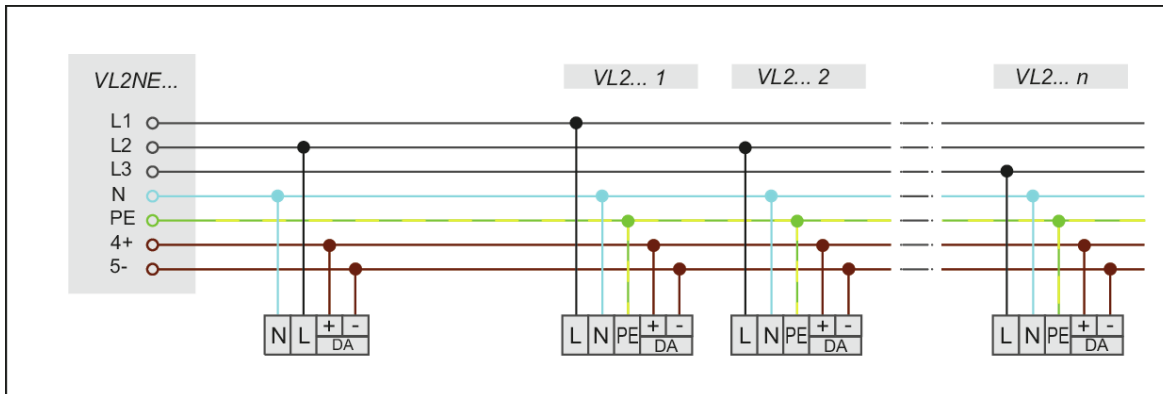 VL2NE...
VL2... 1
VL2... 2
VL2... n
L1
L2
L3
N
PE
4+
5-
N L + - DA
L N PE + - DA
L N PE + - DA
L N PE + - DA